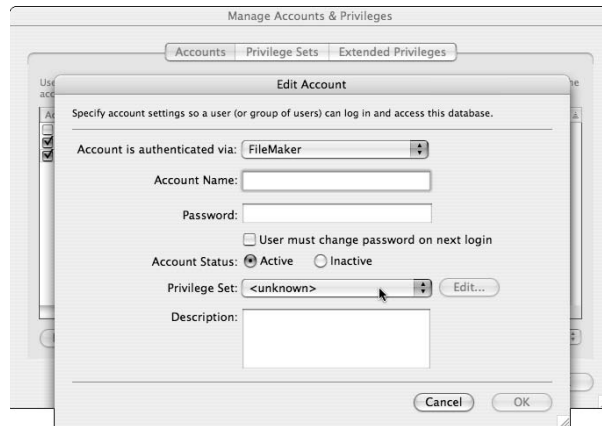 Manage Accounts & Privileges
Accounts Privilege Sets Extended Privileges
Edit Account
Specify account settings so a user (or group of users) can log in and access this database.
Account is authenticated via: FileMaker
Account Name:
Password:
User must change password on next login
Account Status: Active Inactive
Privilege Set: <unknown> Edit...
Description:
Cancel OK